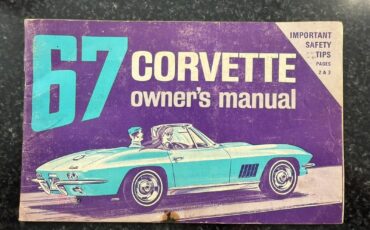 67
CORVETTE
owner's manual
IMPORTANT
SAFETY
TIPS
PAGES
2 & 3